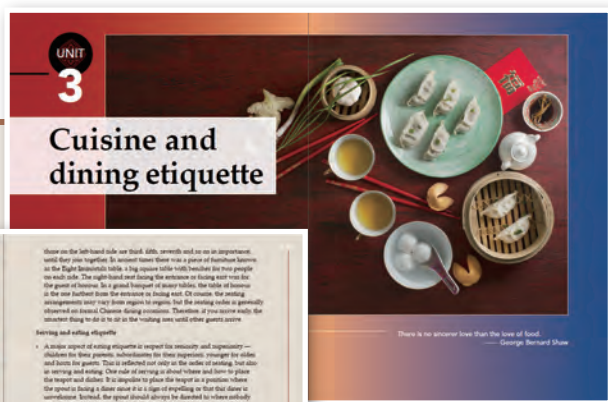 UNIT
3
Cuisine and
dining etiquette
There is no sincerer love than the love of food.
—— George Bernard Shaw
those on the left-hand side are third, fifth, seventh and so on in importance,
until they join together. In ancient times there was a piece of furniture known
as the Eight Immortals table, a big square table with benches for two people
on each side. The right-hand seat facing the entrance or facing east was for
the guest of honour. In a grand banquet of many tables, the table of honour
is the one furthest from the entrance or facing east. Of course, the seating
arrangements may vary from region to region, but the seating order is generally
observed on formal Chinese dining occasions. Therefore, if you move early, the
smartest thing to do is to sit in the waiting area until other guests arrive.
Serving and eating etiquette
A major aspect of eating etiquette is respect for seniority and superiority —
children for their parents, subordinates for their superiors, younger for older
and hosts for guests. This is reflected not only in the order of seating, but also
in serving and eating. One rule of serving is about where and how to place
the teapot and dishes. It is impolite to place the teapot in a position where
the spout is facing a diner since it is a sign of expelling or that this diner is
unwelcome. Instead, the spout should always be directed to where nobody